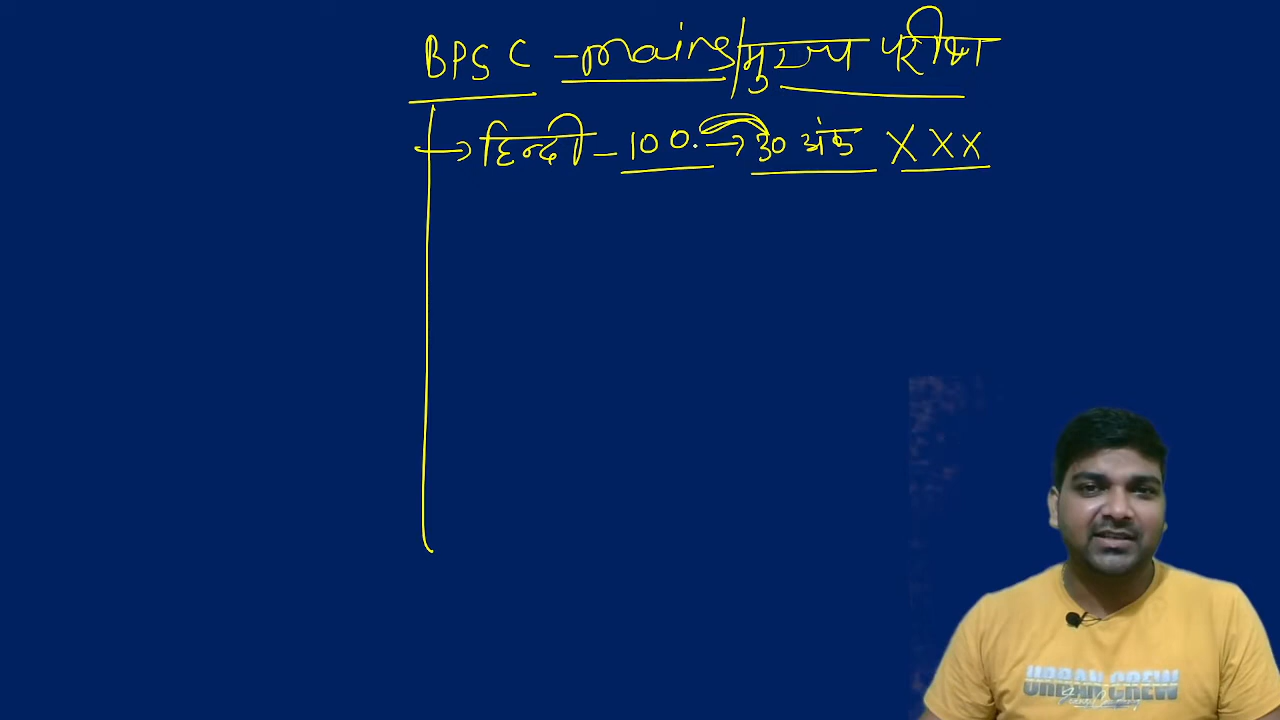 BPSC - mains/मुख्य परीक्षा
→ हिन्दी - 100. → 30 अंक XXX
URBAN CREW